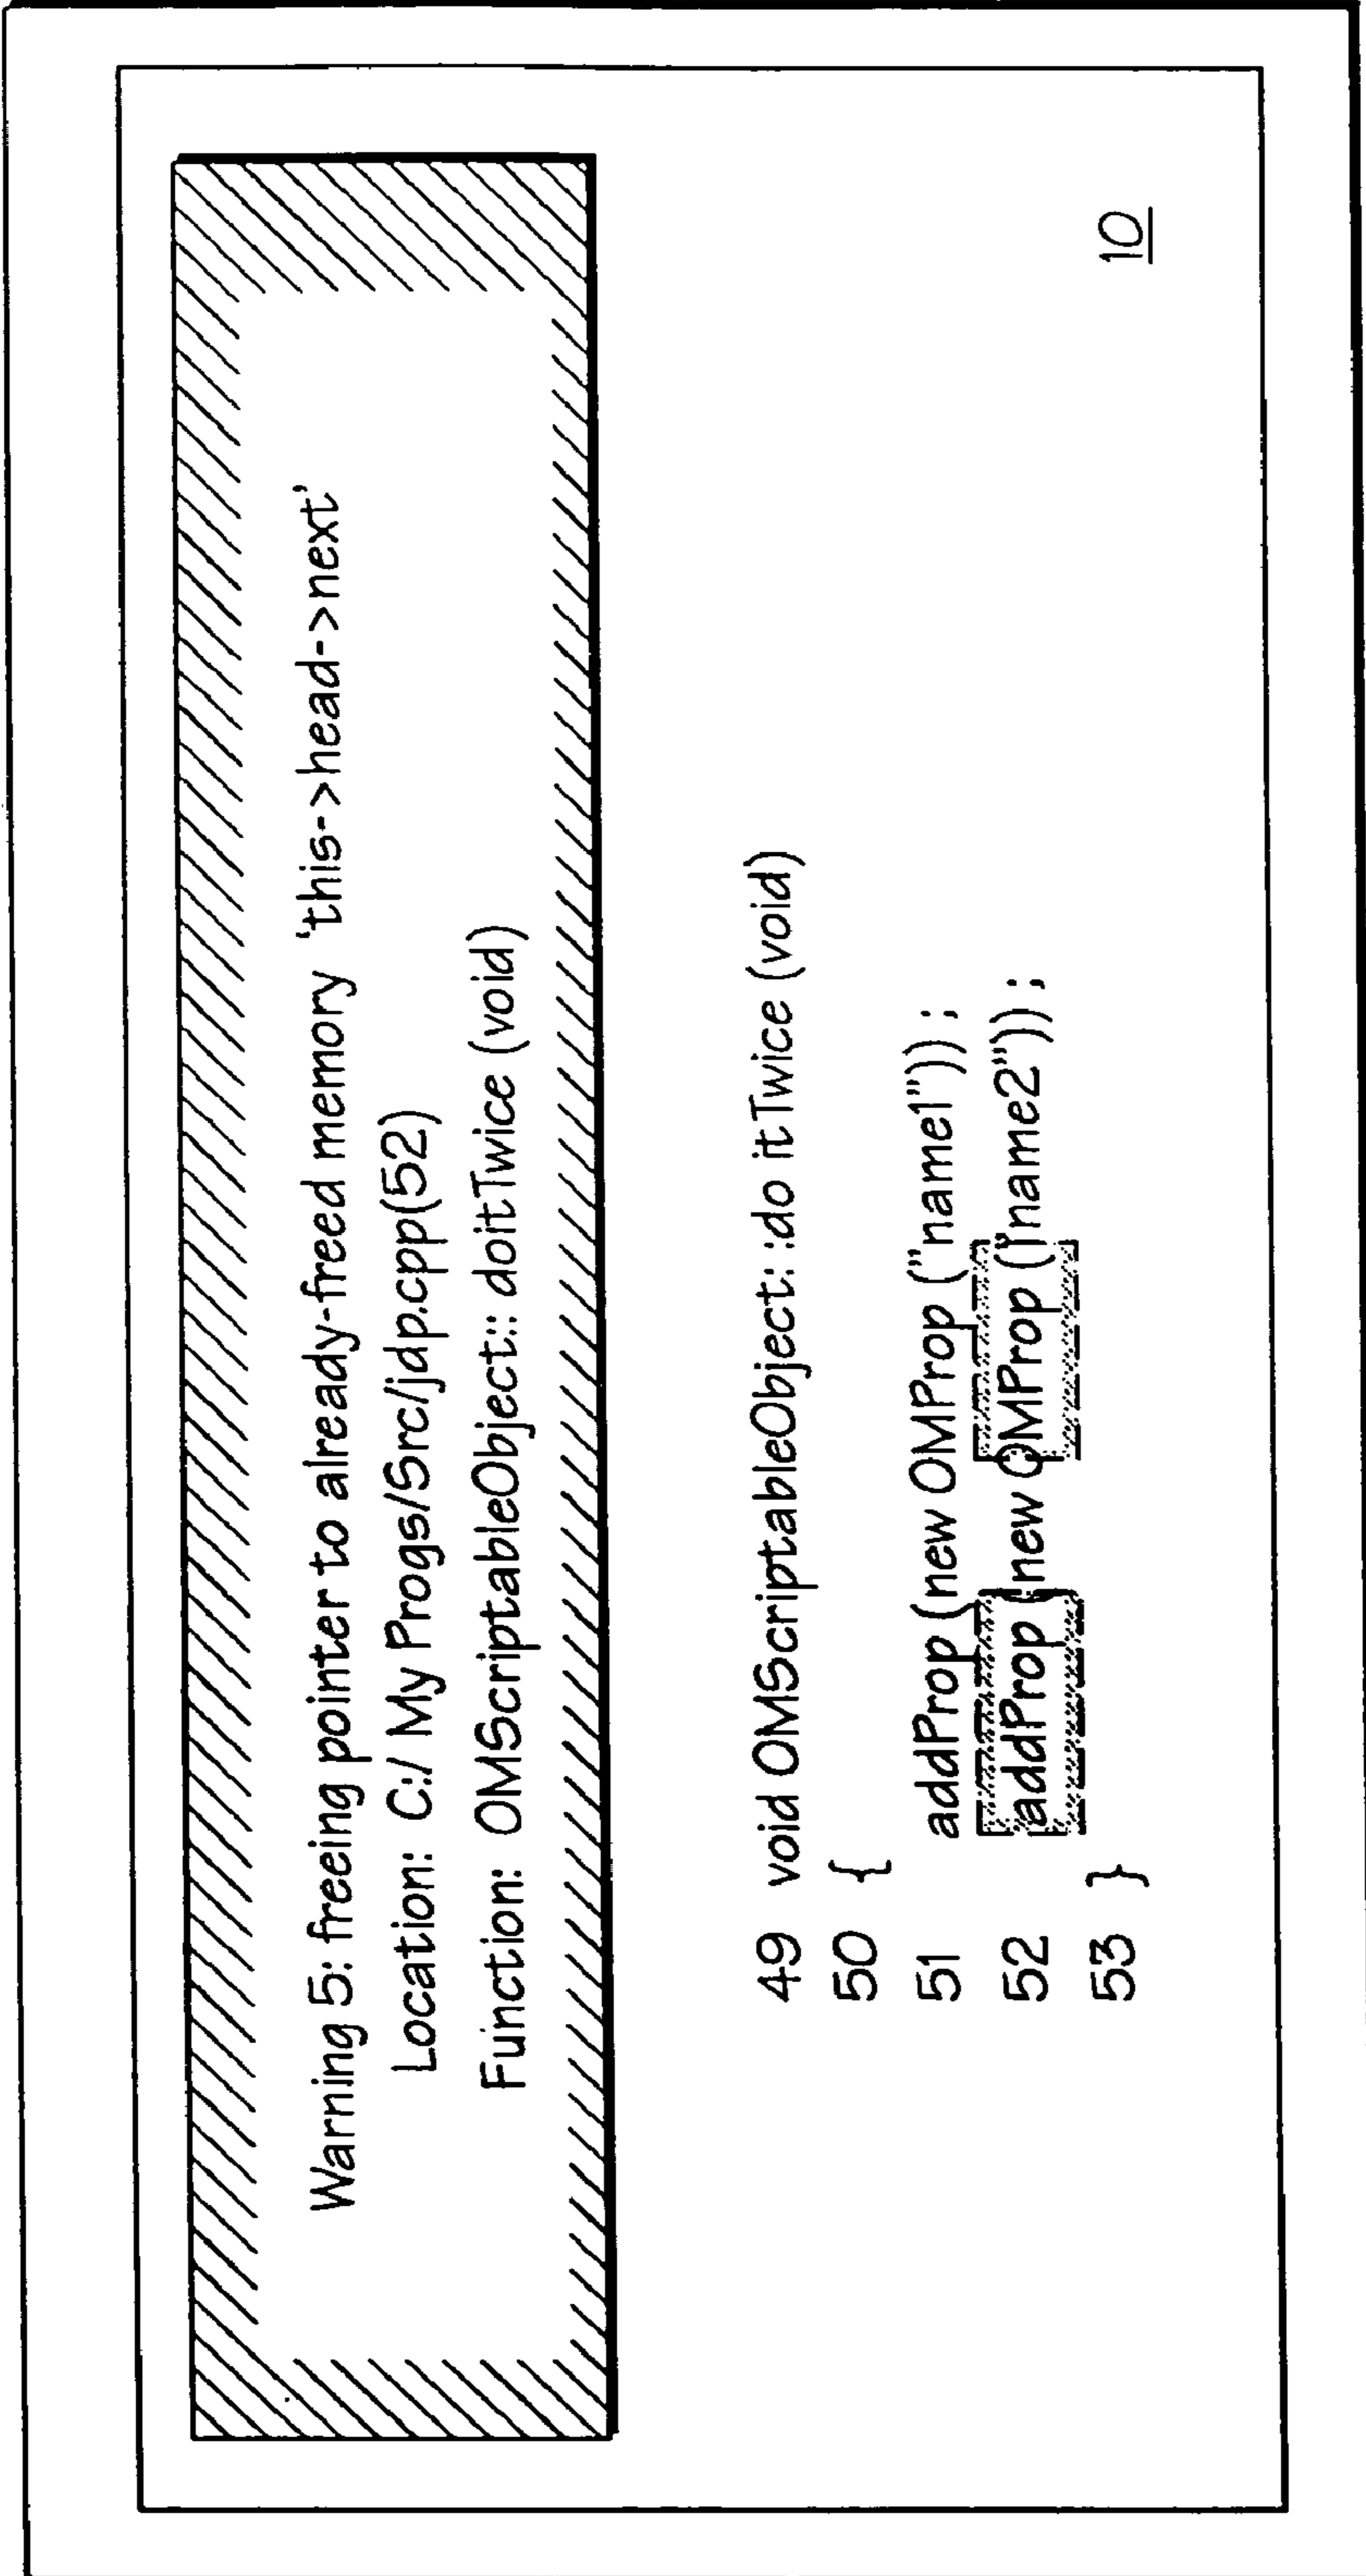 Warning 5: freeing pointer to already-freed memory 'this->head->next'
Location: C:/ My Progs/Src/jdp.cpp(52)
Function: OMScriptableObject:: doitTwice (void)
49 void OMScriptableObject: :do itTwice (void)
50 {
51 addProp (new OMProp ("name1")) ;
52 addProp (new OMProp ("name2")) ;
53 }
10